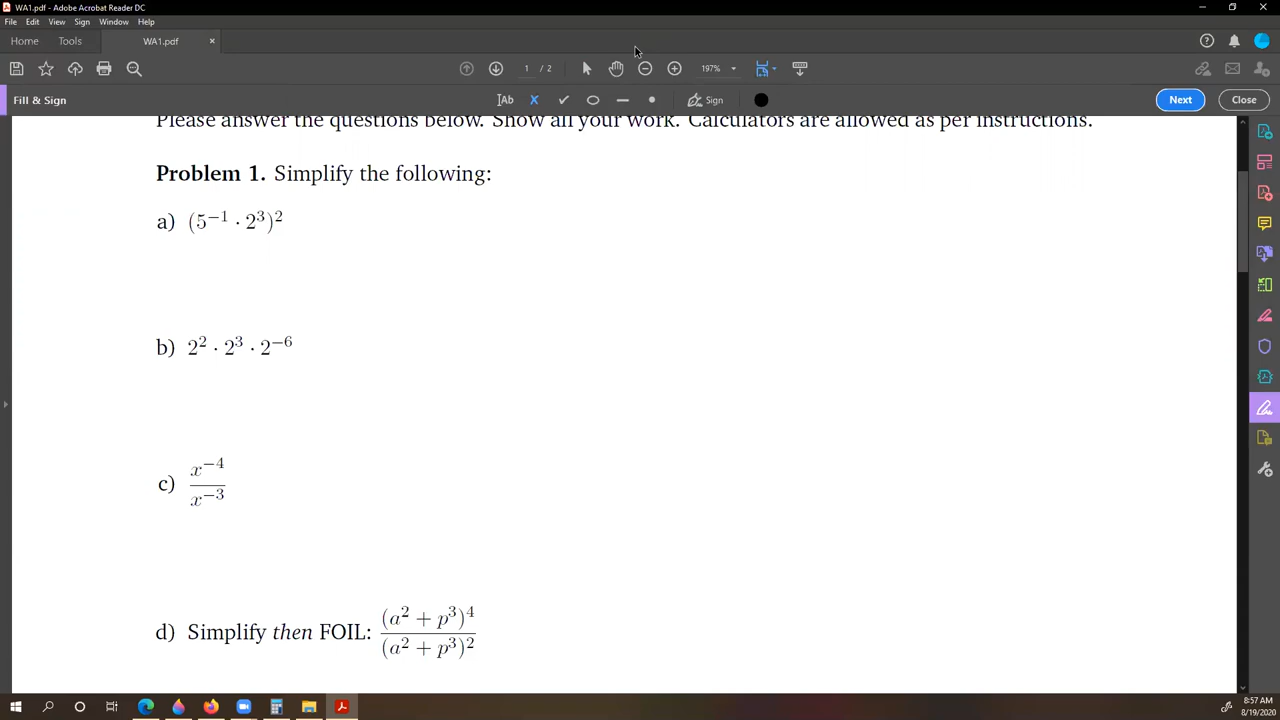 WA1.pdf - Adobe Acrobat Reader DC
File Edit View Sign Window Help
Home Tools WA1.pdf ×
1 / 2 197%
Fill & Sign
Ab Sign Next Close
Please answer the questions below. Show all your work. Calculators are allowed as per instructions.
Problem 1. Simplify the following:
a) (5⁻¹ · 2³)²
b) 2² · 2³ · 2⁻⁶
c) x⁻⁴ / x⁻³
d) Simplify then FOIL: (a² + p³)⁴ / (a² + p³)²
8:57 AM
8/19/2020